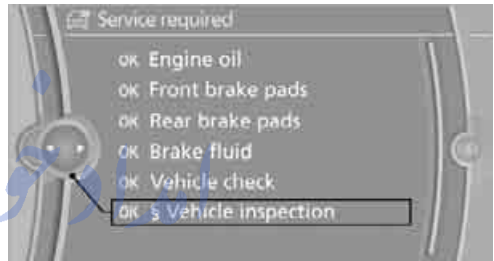 Service required
OK Engine oil
OK Front brake pads
OK Rear brake pads
OK Brake fluid
OK Vehicle check
OK § Vehicle inspection